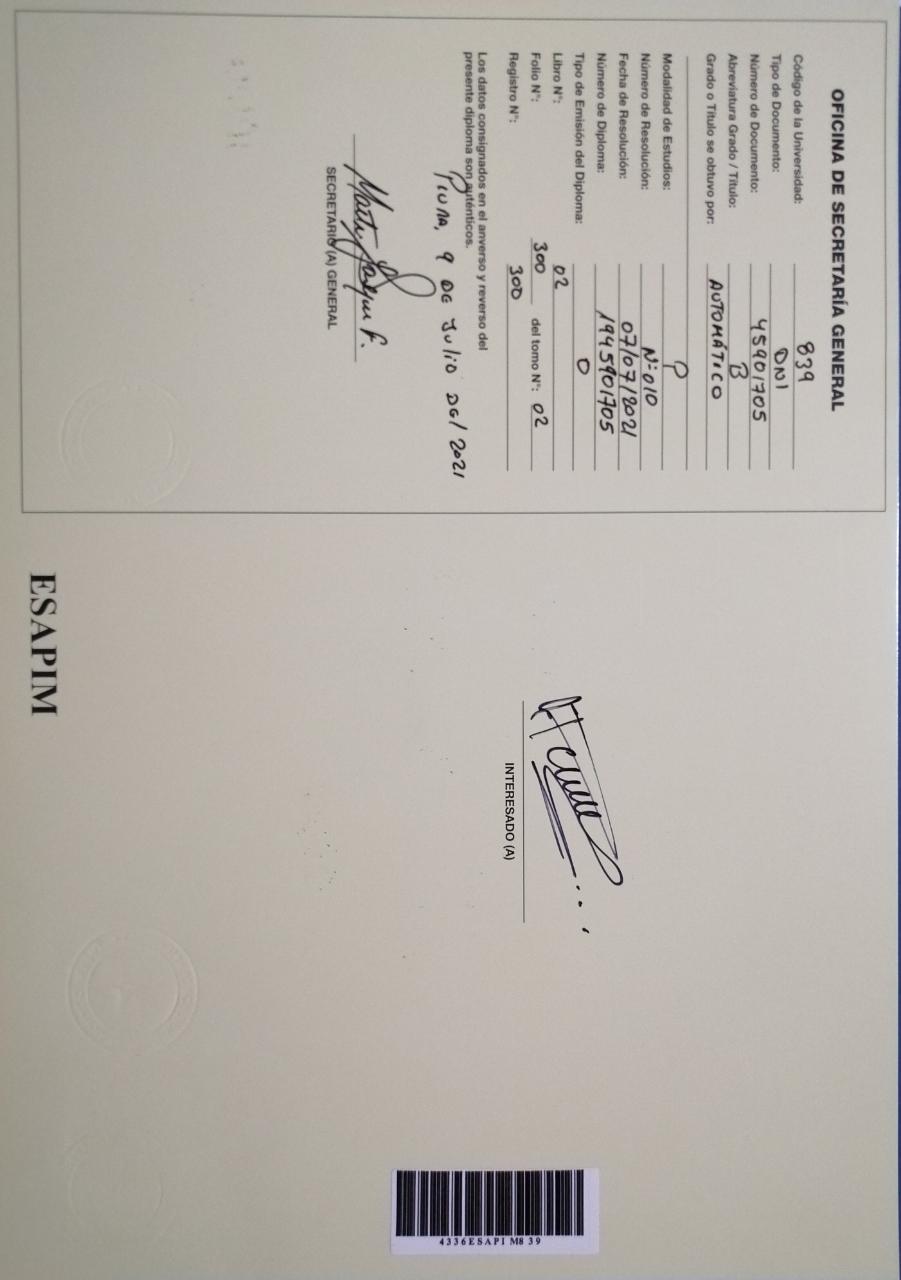 OFICINA DE SECRETARÍA GENERAL
Código de la Universidad: 839
Tipo de Documento: DNI
Número de Documento: 45901705
Abreviatura Grado / Título: B
Grado o Título se obtuvo por: AUTOMÁTICO
Modalidad de Estudios: P
Número de Resolución: N°010
Fecha de Resolución: 07/07/2021
Número de Diploma: 1945901705
Tipo de Emisión del Diploma: O
Libro N°: 02
Folio N°: 300 del tomo N°: 02
Registro N°: 300
Los datos consignados en el anverso y reverso del
presente diploma son auténticos.
PIURA, 9 DE Julio DEl 2021
SECRETARIO (A) GENERAL
INTERESADO (A)
4336ESAPIM839
ESAPIM